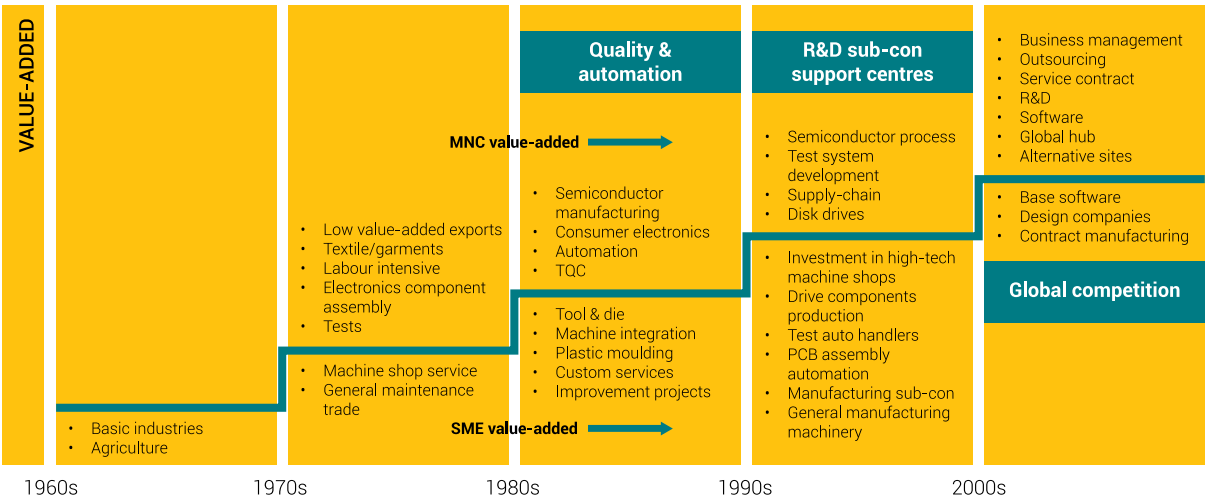 VALUE-ADDED
Basic industries
Agriculture
Low value-added exports
Textile/garments
Labour intensive
Electronics component
assembly
Tests
Machine shop service
General maintenance
trade
Quality &
automation
MNC value-added
Semiconductor
manufacturing
Consumer electronics
Automation
TQC
Tool & die
Machine integration
Plastic moulding
Custom services
Improvement projects
SME value-added
R&D sub-con
support centres
Semiconductor process
Test system
development
Supply-chain
Disk drives
Investment in high-tech
machine shops
Drive components
production
Test auto handlers
PCB assembly
automation
Manufacturing sub-con
General manufacturing
machinery
Business management
Outsourcing
Service contract
R&D
Software
Global hub
Alternative sites
Base software
Design companies
Contract manufacturing
Global competition
1960s
1970s
1980s
1990s
2000s